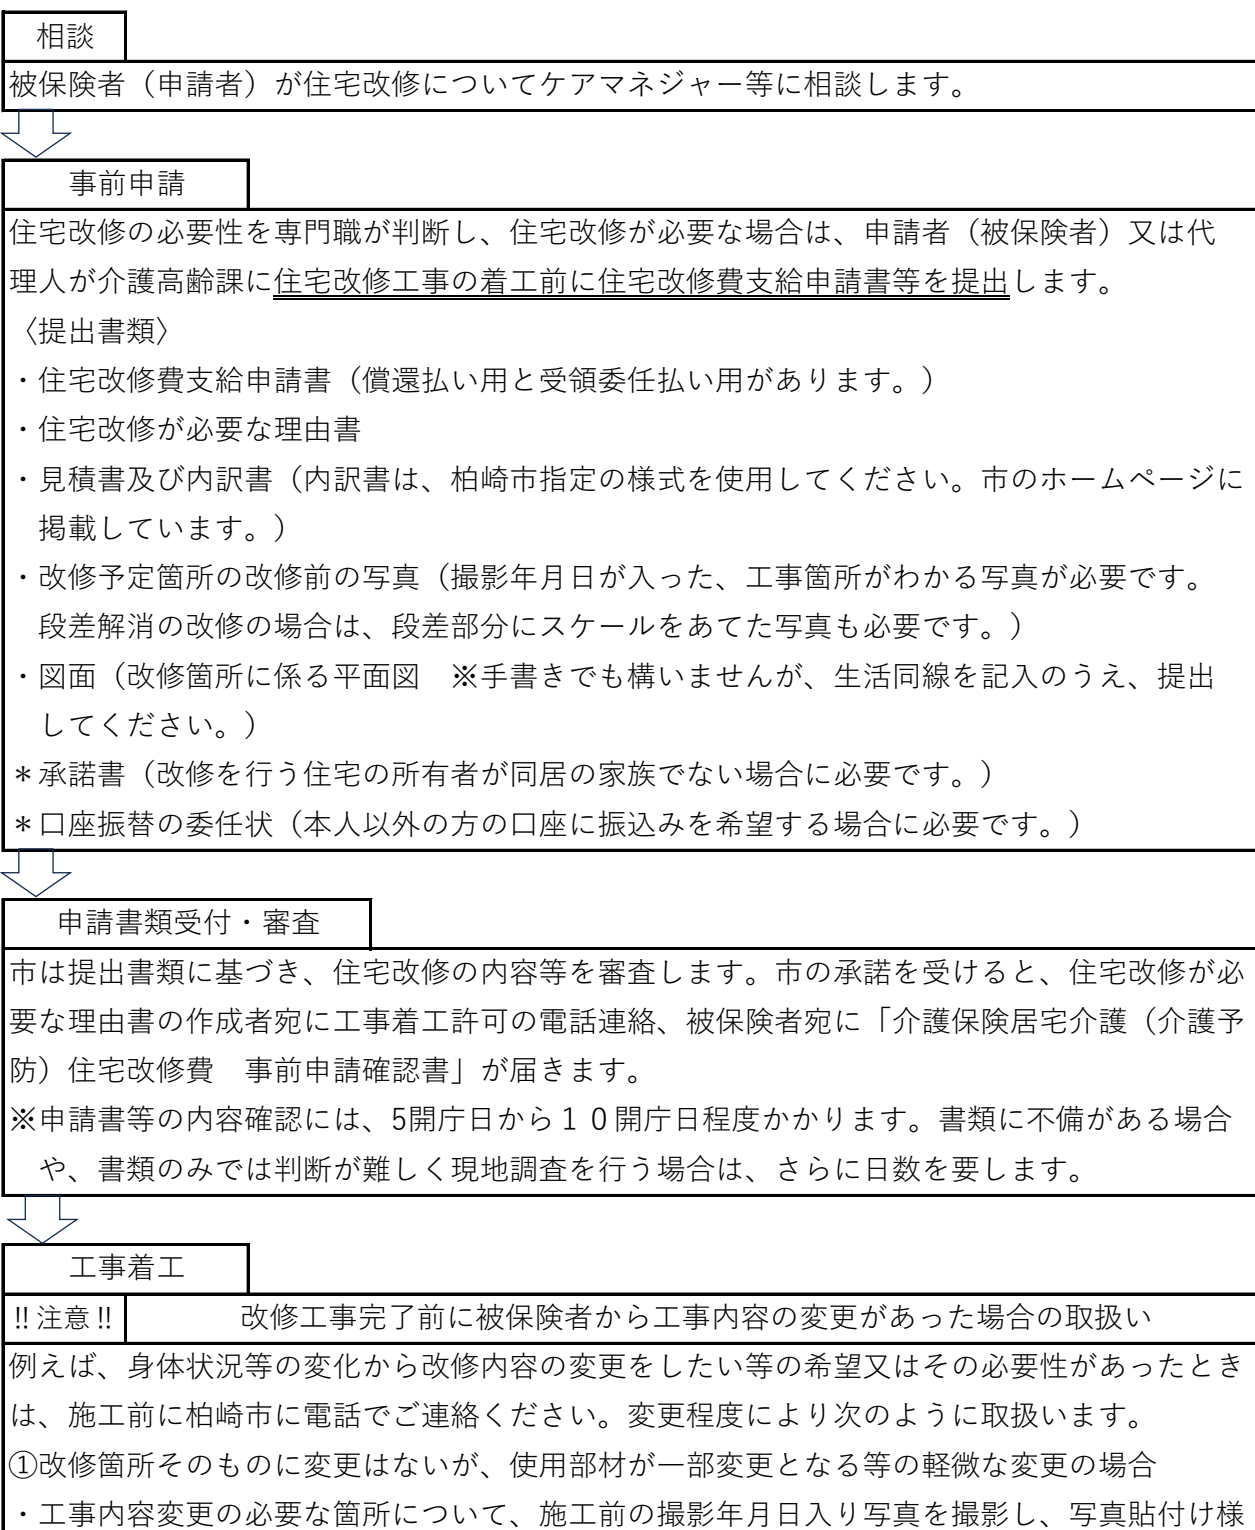 相談
被保険者（申請者）が住宅改修についてケアマネジャー等に相談します。
事前申請
住宅改修の必要性を専門職が判断し、住宅改修が必要な場合は、申請者（被保険者）又は代
理人が介護高齢課に住宅改修工事の着工前に住宅改修費支給申請書等を提出します。
〈提出書類〉
・住宅改修費支給申請書（償還払い用と受領委任払い用があります。）
・住宅改修が必要な理由書
・見積書及び内訳書（内訳書は、柏崎市指定の様式を使用してください。市のホームページに
掲載しています。）
・改修予定箇所の改修前の写真（撮影年月日が入った、工事箇所がわかる写真が必要です。
段差解消の改修の場合は、段差部分にスケールをあてた写真も必要です。）
・図面（改修箇所に係る平面図　※手書きでも構いませんが、生活同線を記入のうえ、提出
してください。）
＊承諾書（改修を行う住宅の所有者が同居の家族でない場合に必要です。）
＊口座振替の委任状（本人以外の方の口座に振込みを希望する場合に必要です。）
申請書類受付・審査
市は提出書類に基づき、住宅改修の内容等を審査します。市の承諾を受けると、住宅改修が必
要な理由書の作成者宛に工事着工許可の電話連絡、被保険者宛に「介護保険居宅介護（介護予
防）住宅改修費　事前申請確認書」が届きます。
※申請書等の内容確認には、5開庁日から１０開庁日程度かかります。書類に不備がある場合
や、書類のみでは判断が難しく現地調査を行う場合は、さらに日数を要します。
工事着工
‼注意‼ 改修工事完了前に被保険者から工事内容の変更があった場合の取扱い
例えば、身体状況等の変化から改修内容の変更をしたい等の希望又はその必要性があったとき
は、施工前に柏崎市に電話でご連絡ください。変更程度により次のように取扱います。
①改修箇所そのものに変更はないが、使用部材が一部変更となる等の軽微な変更の場合
・工事内容変更の必要な箇所について、施工前の撮影年月日入り写真を撮影し、写真貼付け様